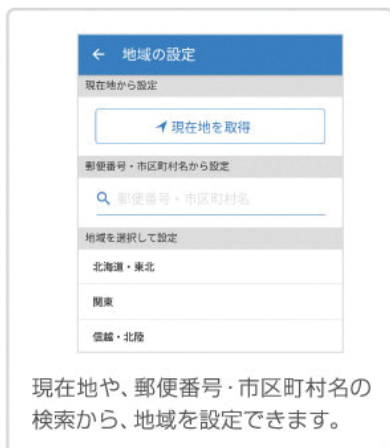 ← 地域の設定
現在地から設定
現在地を取得
郵便番号・市区町村名から設定
郵便番号・市区町村名
地域を選択して設定
北海道・東北
関東
信越・北陸
現在地や、郵便番号・市区町村名の
検索から、地域を設定できます。